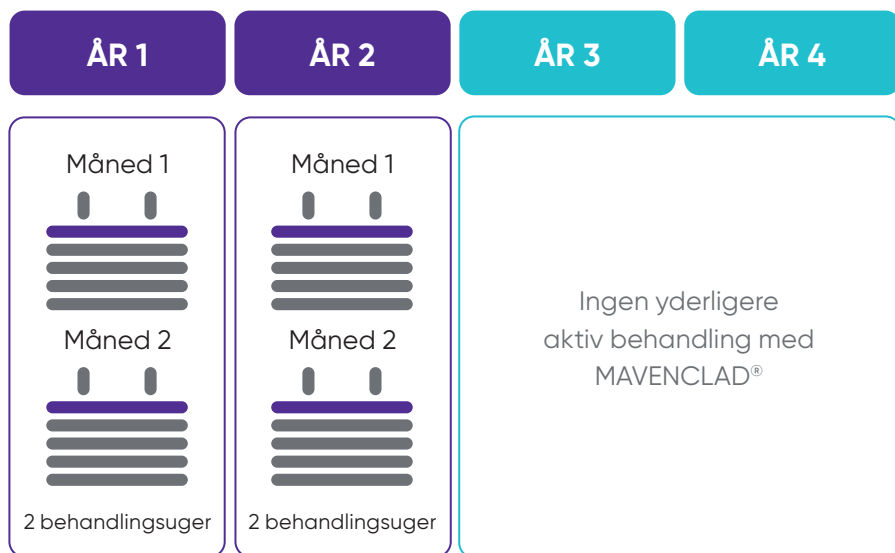 ÅR 1
ÅR 2
ÅR 3
ÅR 4
Måned 1
Måned 2
2 behandlingsuger
Måned 1
Måned 2
2 behandlingsuger
Ingen yderligere
aktiv behandling med
MAVENCLAD®